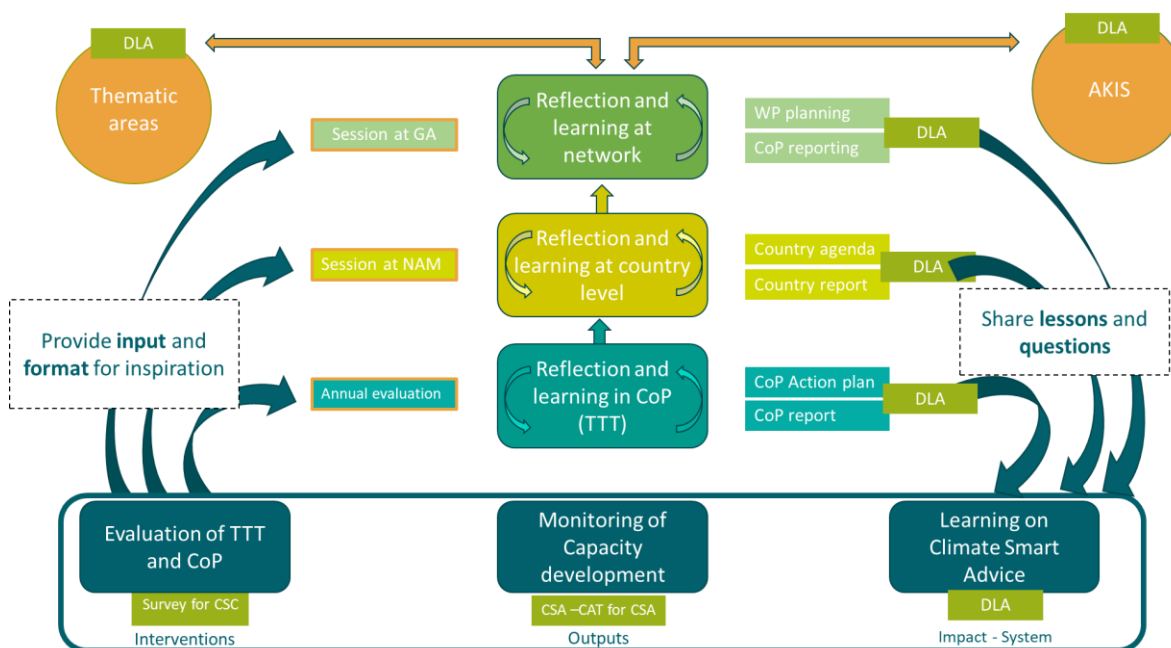 DLA
Thematic
areas
DLA
AKIS
Session at GA
Reflection and
learning at
network
WP planning
CoP reporting
DLA
Session at NAM
Reflection and
learning at country
level
Country agenda
Country report
DLA
Provide input and
format for inspiration
Share lessons and
questions
Annual evaluation
Reflection and
learning in CoP
(TTT)
CoP Action plan
CoP report
DLA
Evaluation of TTT
and CoP
Survey for CSC
Interventions
Monitoring of
Capacity
development
CSA –CAT for CSA
Outputs
Learning on
Climate Smart
Advice
DLA
Impact - System